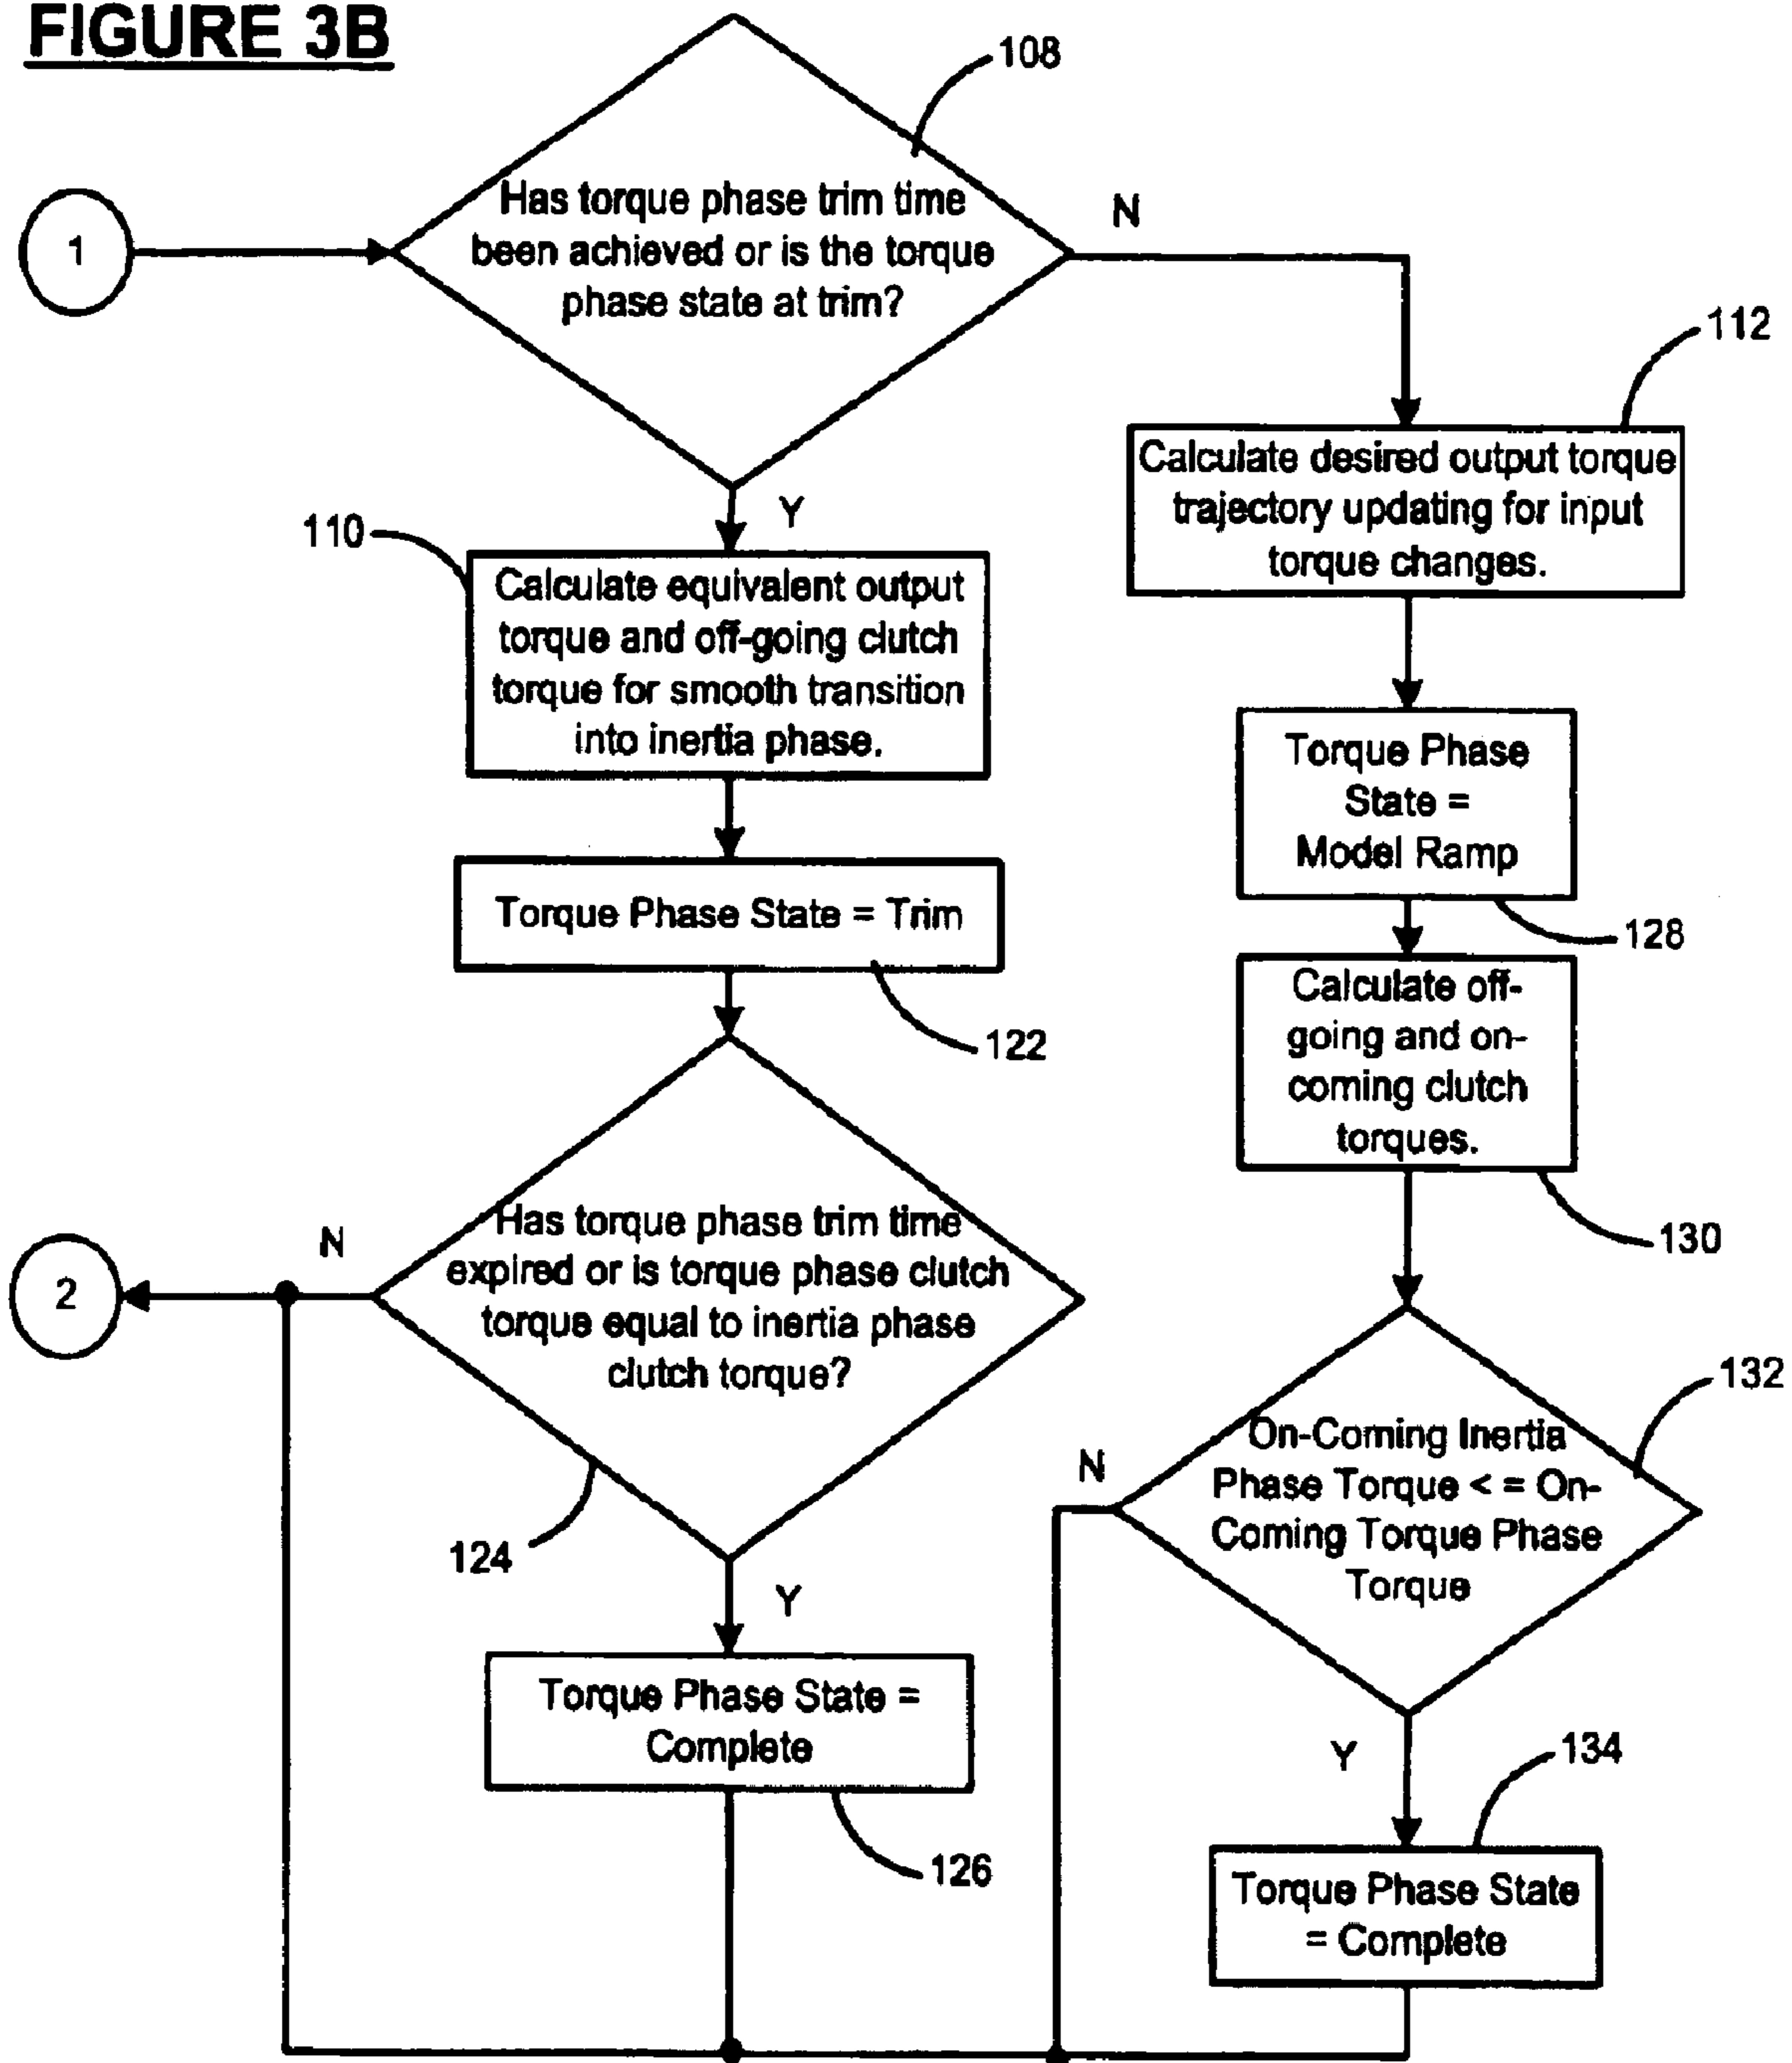 FIGURE 3B
108
1
Has torque phase trim time
been achieved or is the torque
phase state at trim?
N
Y
112
Calculate desired output torque
trajectory updating for input
torque changes.
110
Calculate equivalent output
torque and off-going clutch
torque for smooth transition
into inertia phase.
Torque Phase
State =
Model Ramp
128
Torque Phase State = Trim
122
Calculate off-
going and on-
coming clutch
torques.
130
2
N
Has torque phase trim time
expired or is torque phase clutch
torque equal to inertia phase
clutch torque?
124
Y
132
N
On-Coming Inertia
Phase Torque < = On-
Coming Torque Phase
Torque
Y
Torque Phase State =
Complete
126
134
Torque Phase State
= Complete